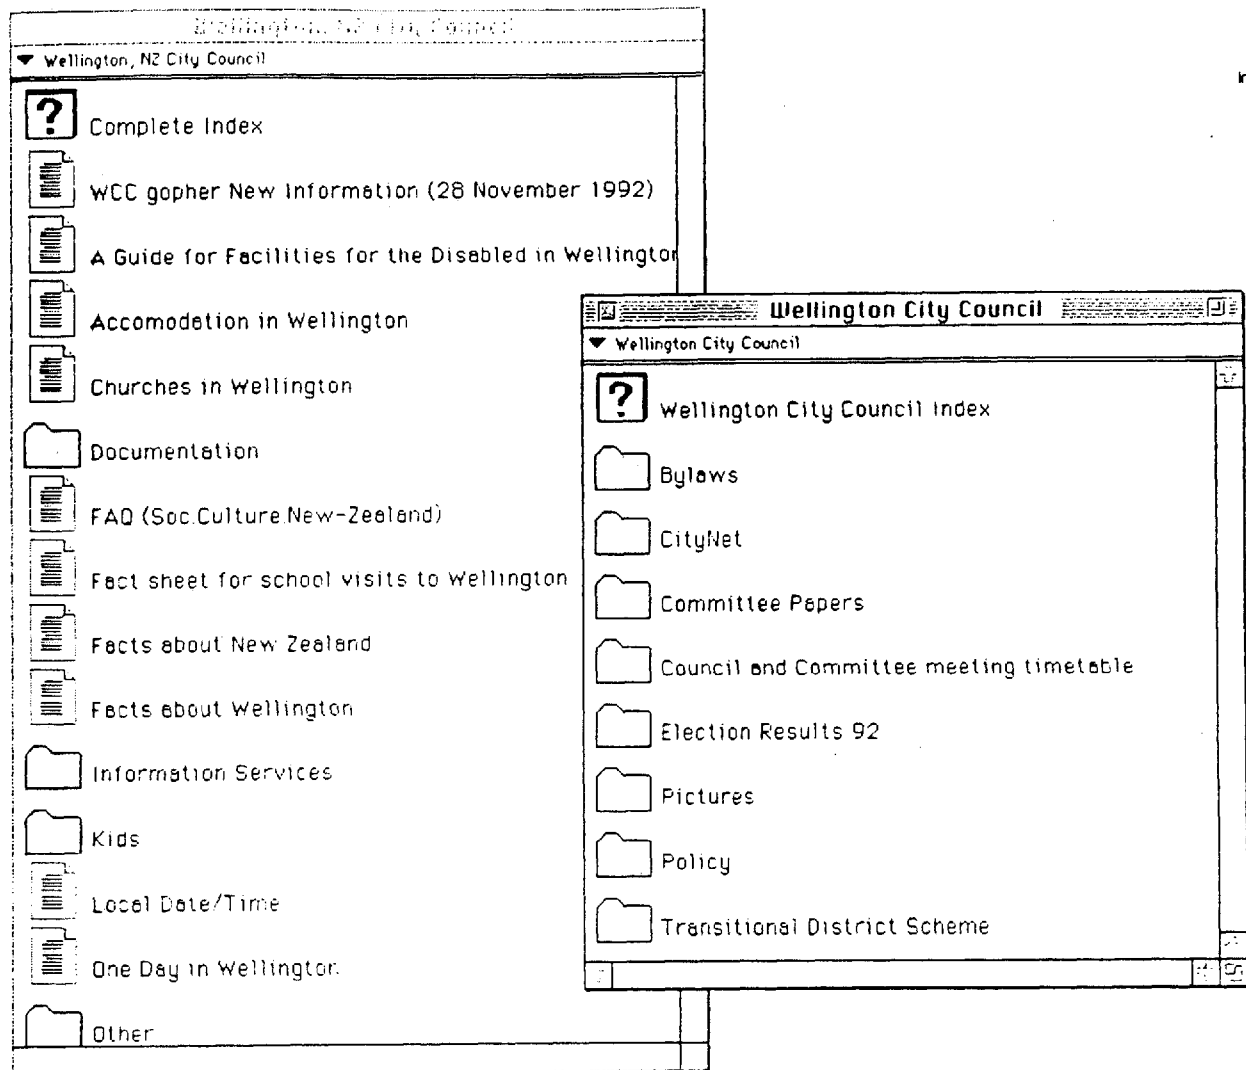 Wellington, NZ City Council
Wellington, NZ City Council
Complete Index
WCC gopher New Information (28 November 1992)
A Guide for Facilities for the Disabled in Wellington
Accomodation in Wellington
Churches in Wellington
Documentation
FAQ (Soc.Culture.New-Zealand)
Fact sheet for school visits to Wellington
Facts about New Zealand
Facts about Wellington
Information Services
Kids
Local Date/Time
One Day in Wellington
Other
Wellington City Council
Wellington City Council
Wellington City Council Index
Bylaws
CityNet
Committee Papers
Council and Committee meeting timetable
Election Results 92
Pictures
Policy
Transitional District Scheme